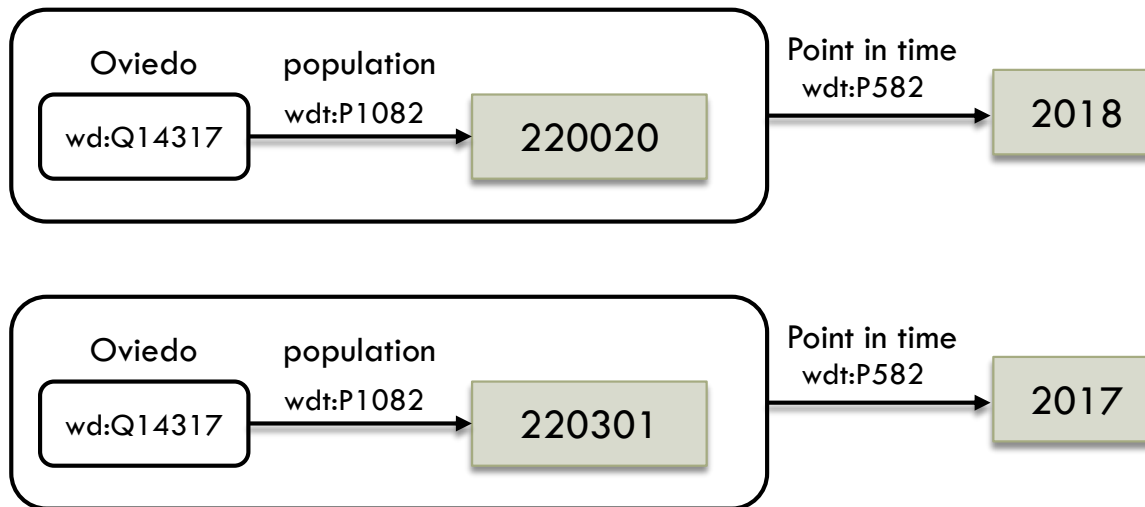 Oviedo
population
wdt:P1082
wd:Q14317
220020
Point in time
wdt:P582
2018
Oviedo
population
wdt:P1082
wd:Q14317
220301
Point in time
wdt:P582
2017